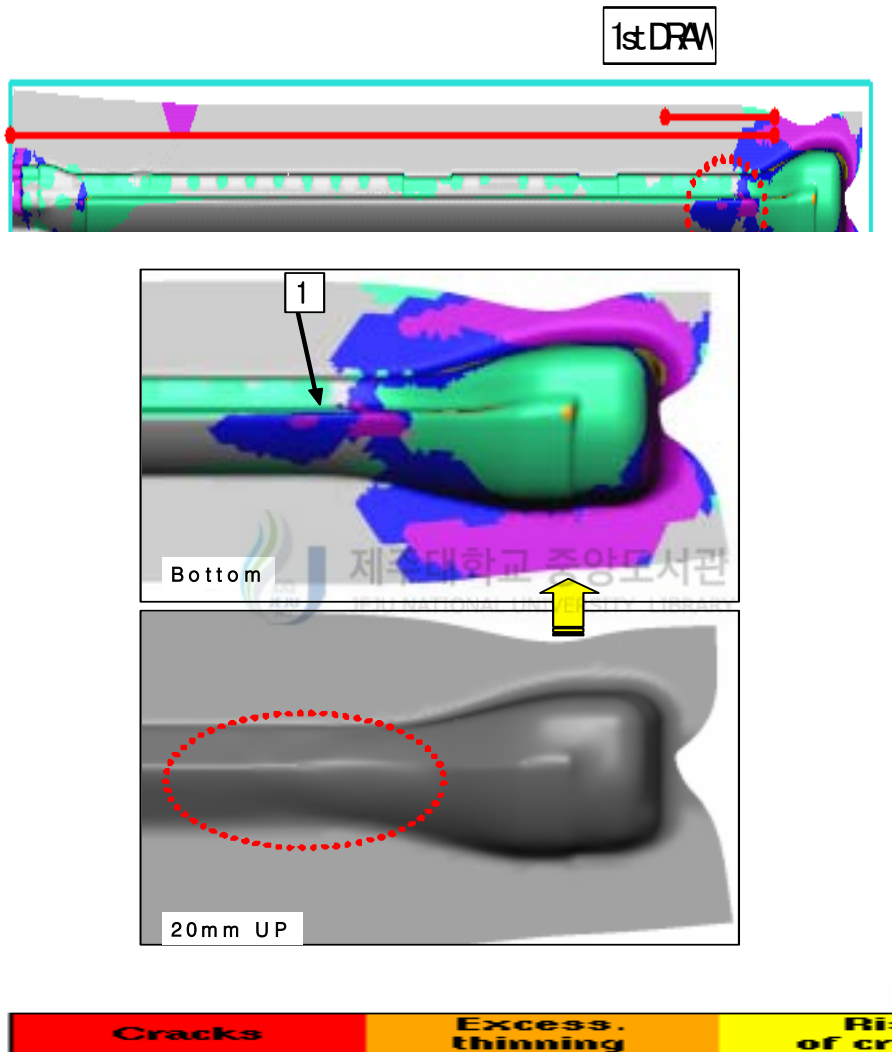 1st DRAW
1
Bottom
제주대학교 중앙도서관
JEJU NATIONAL UNIVERSITY LIBRARY
20mm UP
Cracks
Excess.
thinning
of